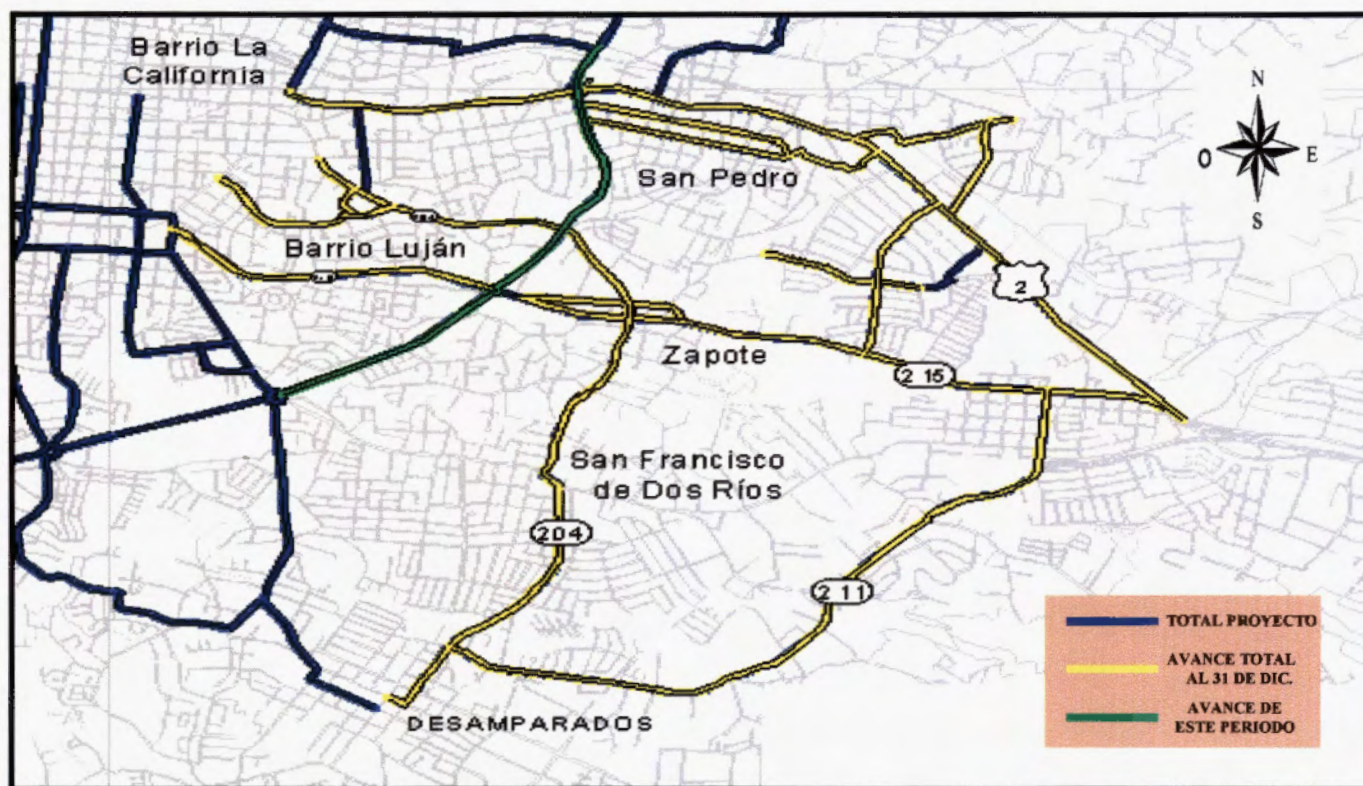 Barrio La
California
N
O
E
S
San Pedro
Barrio Luján
2
Zapote
2 15
San Francisco
de Dos Ríos
204
2 11
DESAMPARADOS
TOTAL PROYECTO
AVANCE TOTAL
AL 31 DE DIC.
AVANCE DE
ESTE PERIODO